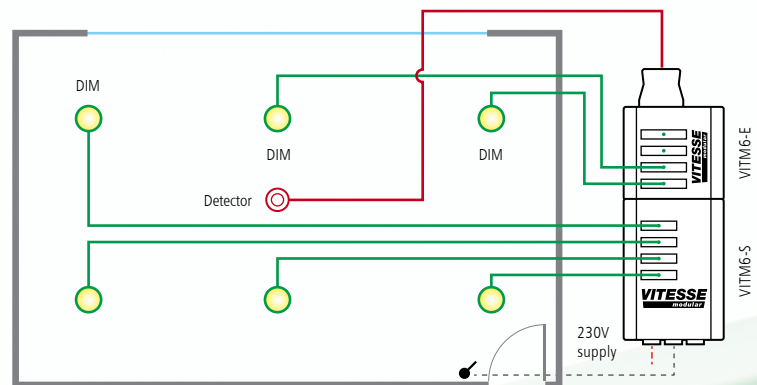 DIM
DIM
DIM
Detector
VITESSE
modular
VITM6-E
VITESSE
modular
VITM6-S
230V
supply